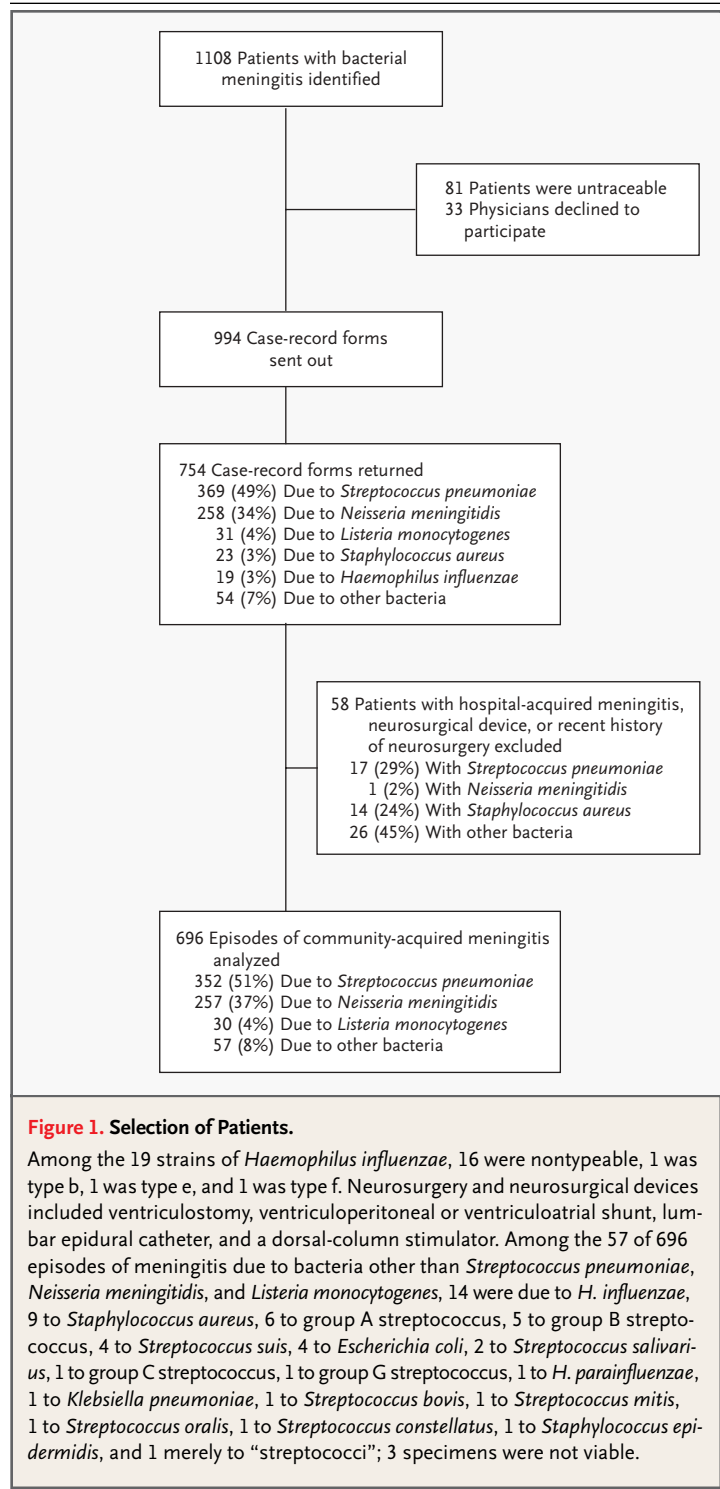 1108 Patients with bacterial
meningitis identified
81 Patients were untraceable
33 Physicians declined to
participate
994 Case-record forms
sent out
754 Case-record forms returned
369 (49%) Due to Streptococcus pneumoniae
258 (34%) Due to Neisseria meningitidis
31 (4%) Due to Listeria monocytogenes
23 (3%) Due to Staphylococcus aureus
19 (3%) Due to Haemophilus influenzae
54 (7%) Due to other bacteria
58 Patients with hospital-acquired meningitis,
neurosurgical device, or recent history
of neurosurgery excluded
17 (29%) With Streptococcus pneumoniae
1 (2%) With Neisseria meningitidis
14 (24%) With Staphylococcus aureus
26 (45%) With other bacteria
696 Episodes of community-acquired meningitis
analyzed
352 (51%) Due to Streptococcus pneumoniae
257 (37%) Due to Neisseria meningitidis
30 (4%) Due to Listeria monocytogenes
57 (8%) Due to other bacteria
Figure 1. Selection of Patients.
Among the 19 strains of Haemophilus influenzae, 16 were nontypeable, 1 was
type b, 1 was type e, and 1 was type f. Neurosurgery and neurosurgical devices
included ventriculostomy, ventriculoperitoneal or ventriculoatrial shunt, lum-
bar epidural catheter, and a dorsal-column stimulator. Among the 57 of 696
episodes of meningitis due to bacteria other than Streptococcus pneumoniae,
Neisseria meningitidis, and Listeria monocytogenes, 14 were due to H. influenzae,
9 to Staphylococcus aureus, 6 to group A streptococcus, 5 to group B strepto-
coccus, 4 to Streptococcus suis, 4 to Escherichia coli, 2 to Streptococcus salivari-
us, 1 to group C streptococcus, 1 to group G streptococcus, 1 to H. parainfluenzae,
1 to Klebsiella pneumoniae, 1 to Streptococcus bovis, 1 to Streptococcus mitis,
1 to Streptococcus oralis, 1 to Streptococcus constellatus, 1 to Staphylococcus epi-
dermidis, and 1 merely to “streptococci”; 3 specimens were not viable.